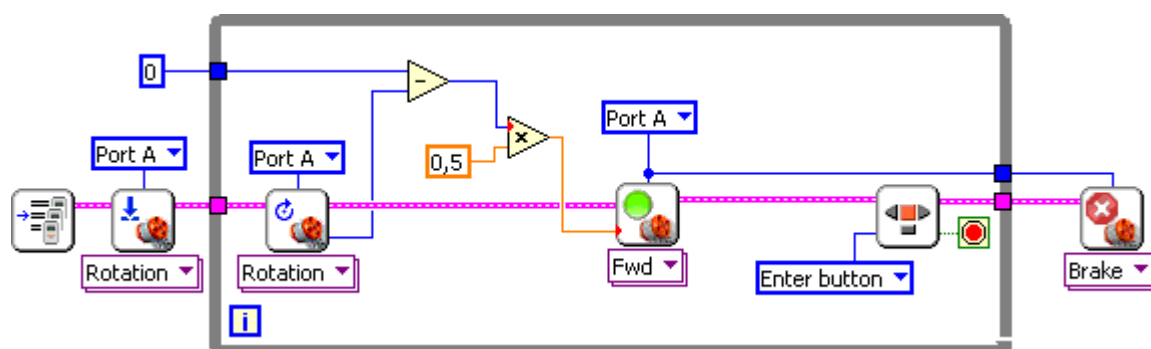 0
-
Port A
Port A
0,5
x
Port A
Rotation
Rotation
Fwd
Enter button
Brake
i